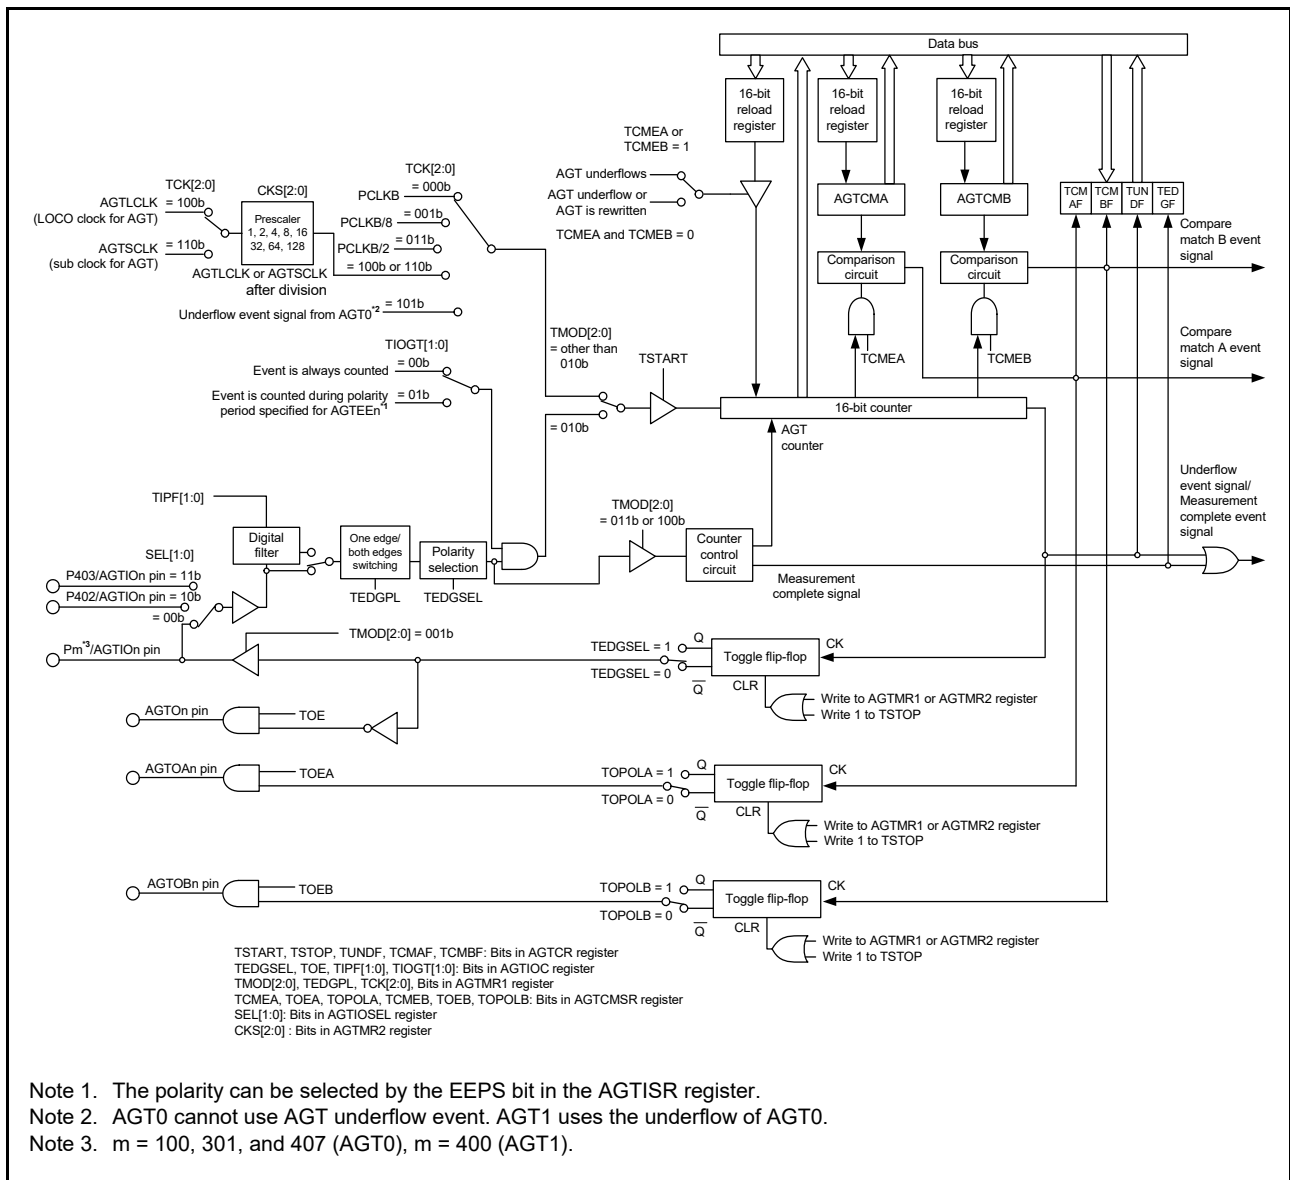 Data bus
16-bit reload register
16-bit reload register
16-bit reload register
TCMEA or
TCMEB = 1
AGT underflows
AGT underflow or
AGT is rewritten
TCMEA and TCMEB = 0
TCK[2:0]
= 000b
PCLKB
= 001b
PCLKB/8
= 011b
PCLKB/2
= 100b or 110b
TCK[2:0]
= 100b
AGTLCLK
(LOCO clock for AGT)
= 110b
AGTSCLK
(sub clock for AGT)
CKS[2:0]
Prescaler
1, 2, 4, 8, 16
32, 64, 128
AGTLCLK or AGTSCLK
after division
Underflow event signal from AGT0*2
= 101b
AGTCMA
AGTCMB
TCM AF
TCM BF
TUN DF
TED GF
Comparison circuit
Comparison circuit
Compare
match B event
signal
TCMEA
TCMEB
Compare
match A event
signal
TIOGT[1:0]
= 00b
Event is always counted
Event is counted during polarity
period specified for AGTEEn*1
= 01b
TMOD[2:0]
= other than
010b
= 010b
TSTART
16-bit counter
AGT
counter
TIPF[1:0]
Digital filter
SEL[1:0]
P403/AGTIOn pin = 11b
P402/AGTIOn pin = 10b
= 00b
Pm*3/AGTIOn pin
One edge/
both edges
switching
TEDGPL
Polarity
selection
TEDGSEL
TMOD[2:0]
= 011b or 100b
Counter
control
circuit
Measurement
complete signal
Underflow
event signal/
Measurement
complete event
signal
TMOD[2:0] = 001b
TEDGSEL = 1
TEDGSEL = 0
Q
Q
Toggle flip-flop
CK
CLR
Write to AGTMR1 or AGTMR2 register
Write 1 to TSTOP
AGTOn pin
TOE
AGTOAn pin
TOEA
TOPOLA = 1
TOPOLA = 0
Q
Q
Toggle flip-flop
CK
CLR
Write to AGTMR1 or AGTMR2 register
Write 1 to TSTOP
AGTOBn pin
TOEB
TOPOLB = 1
TOPOLB = 0
Q
Q
Toggle flip-flop
CK
CLR
Write to AGTMR1 or AGTMR2 register
Write 1 to TSTOP
TSTART, TSTOP, TUNDF, TCMAF, TCMBF: Bits in AGTCR register
TEDGSEL, TOE, TIPF[1:0], TIOGT[1:0]: Bits in AGTIOC register
TMOD[2:0], TEDGPL, TCK[2:0], Bits in AGTMR1 register
TCMEA, TOEA, TOPOLA, TCMEB, TOEB, TOPOLB: Bits in AGTCMSR register
SEL[1:0]: Bits in AGTIOSEL register
CKS[2:0] : Bits in AGTMR2 register
Note 1. The polarity can be selected by the EEPS bit in the AGTISR register.
Note 2. AGT0 cannot use AGT underflow event. AGT1 uses the underflow of AGT0.
Note 3. m = 100, 301, and 407 (AGT0), m = 400 (AGT1).